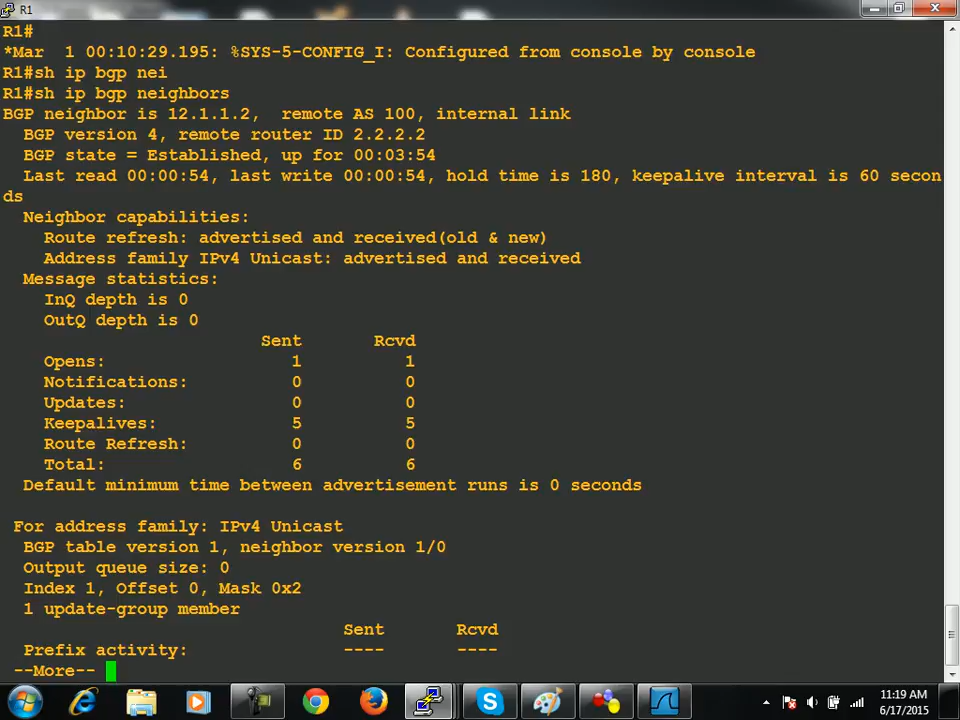 R1
R1#
*Mar  1 00:10:29.195: %SYS-5-CONFIG_I: Configured from console by console
R1#sh ip bgp nei
R1#sh ip bgp neighbors
BGP neighbor is 12.1.1.2,  remote AS 100, internal link
  BGP version 4, remote router ID 2.2.2.2
  BGP state = Established, up for 00:03:54
  Last read 00:00:54, last write 00:00:54, hold time is 180, keepalive interval is 60 secon
ds
  Neighbor capabilities:
    Route refresh: advertised and received(old & new)
    Address family IPv4 Unicast: advertised and received
  Message statistics:
    InQ depth is 0
    OutQ depth is 0
                         Sent       Rcvd
    Opens:                  1          1
    Notifications:          0          0
    Updates:                0          0
    Keepalives:             5          5
    Route Refresh:          0          0
    Total:                  6          6
  Default minimum time between advertisement runs is 0 seconds
 For address family: IPv4 Unicast
  BGP table version 1, neighbor version 1/0
  Output queue size: 0
  Index 1, Offset 0, Mask 0x2
  1 update-group member
                                 Sent       Rcvd
  Prefix activity:               ----       ----
 --More--
11:19 AM
6/17/2015